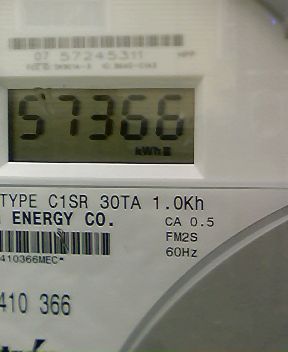 07 57245311
57366
kWh
TYPE C1SR 30TA 1.0Kh
ENERGY CO.
CA 0.5
FM2S
60Hz
410366MEC*
410 366